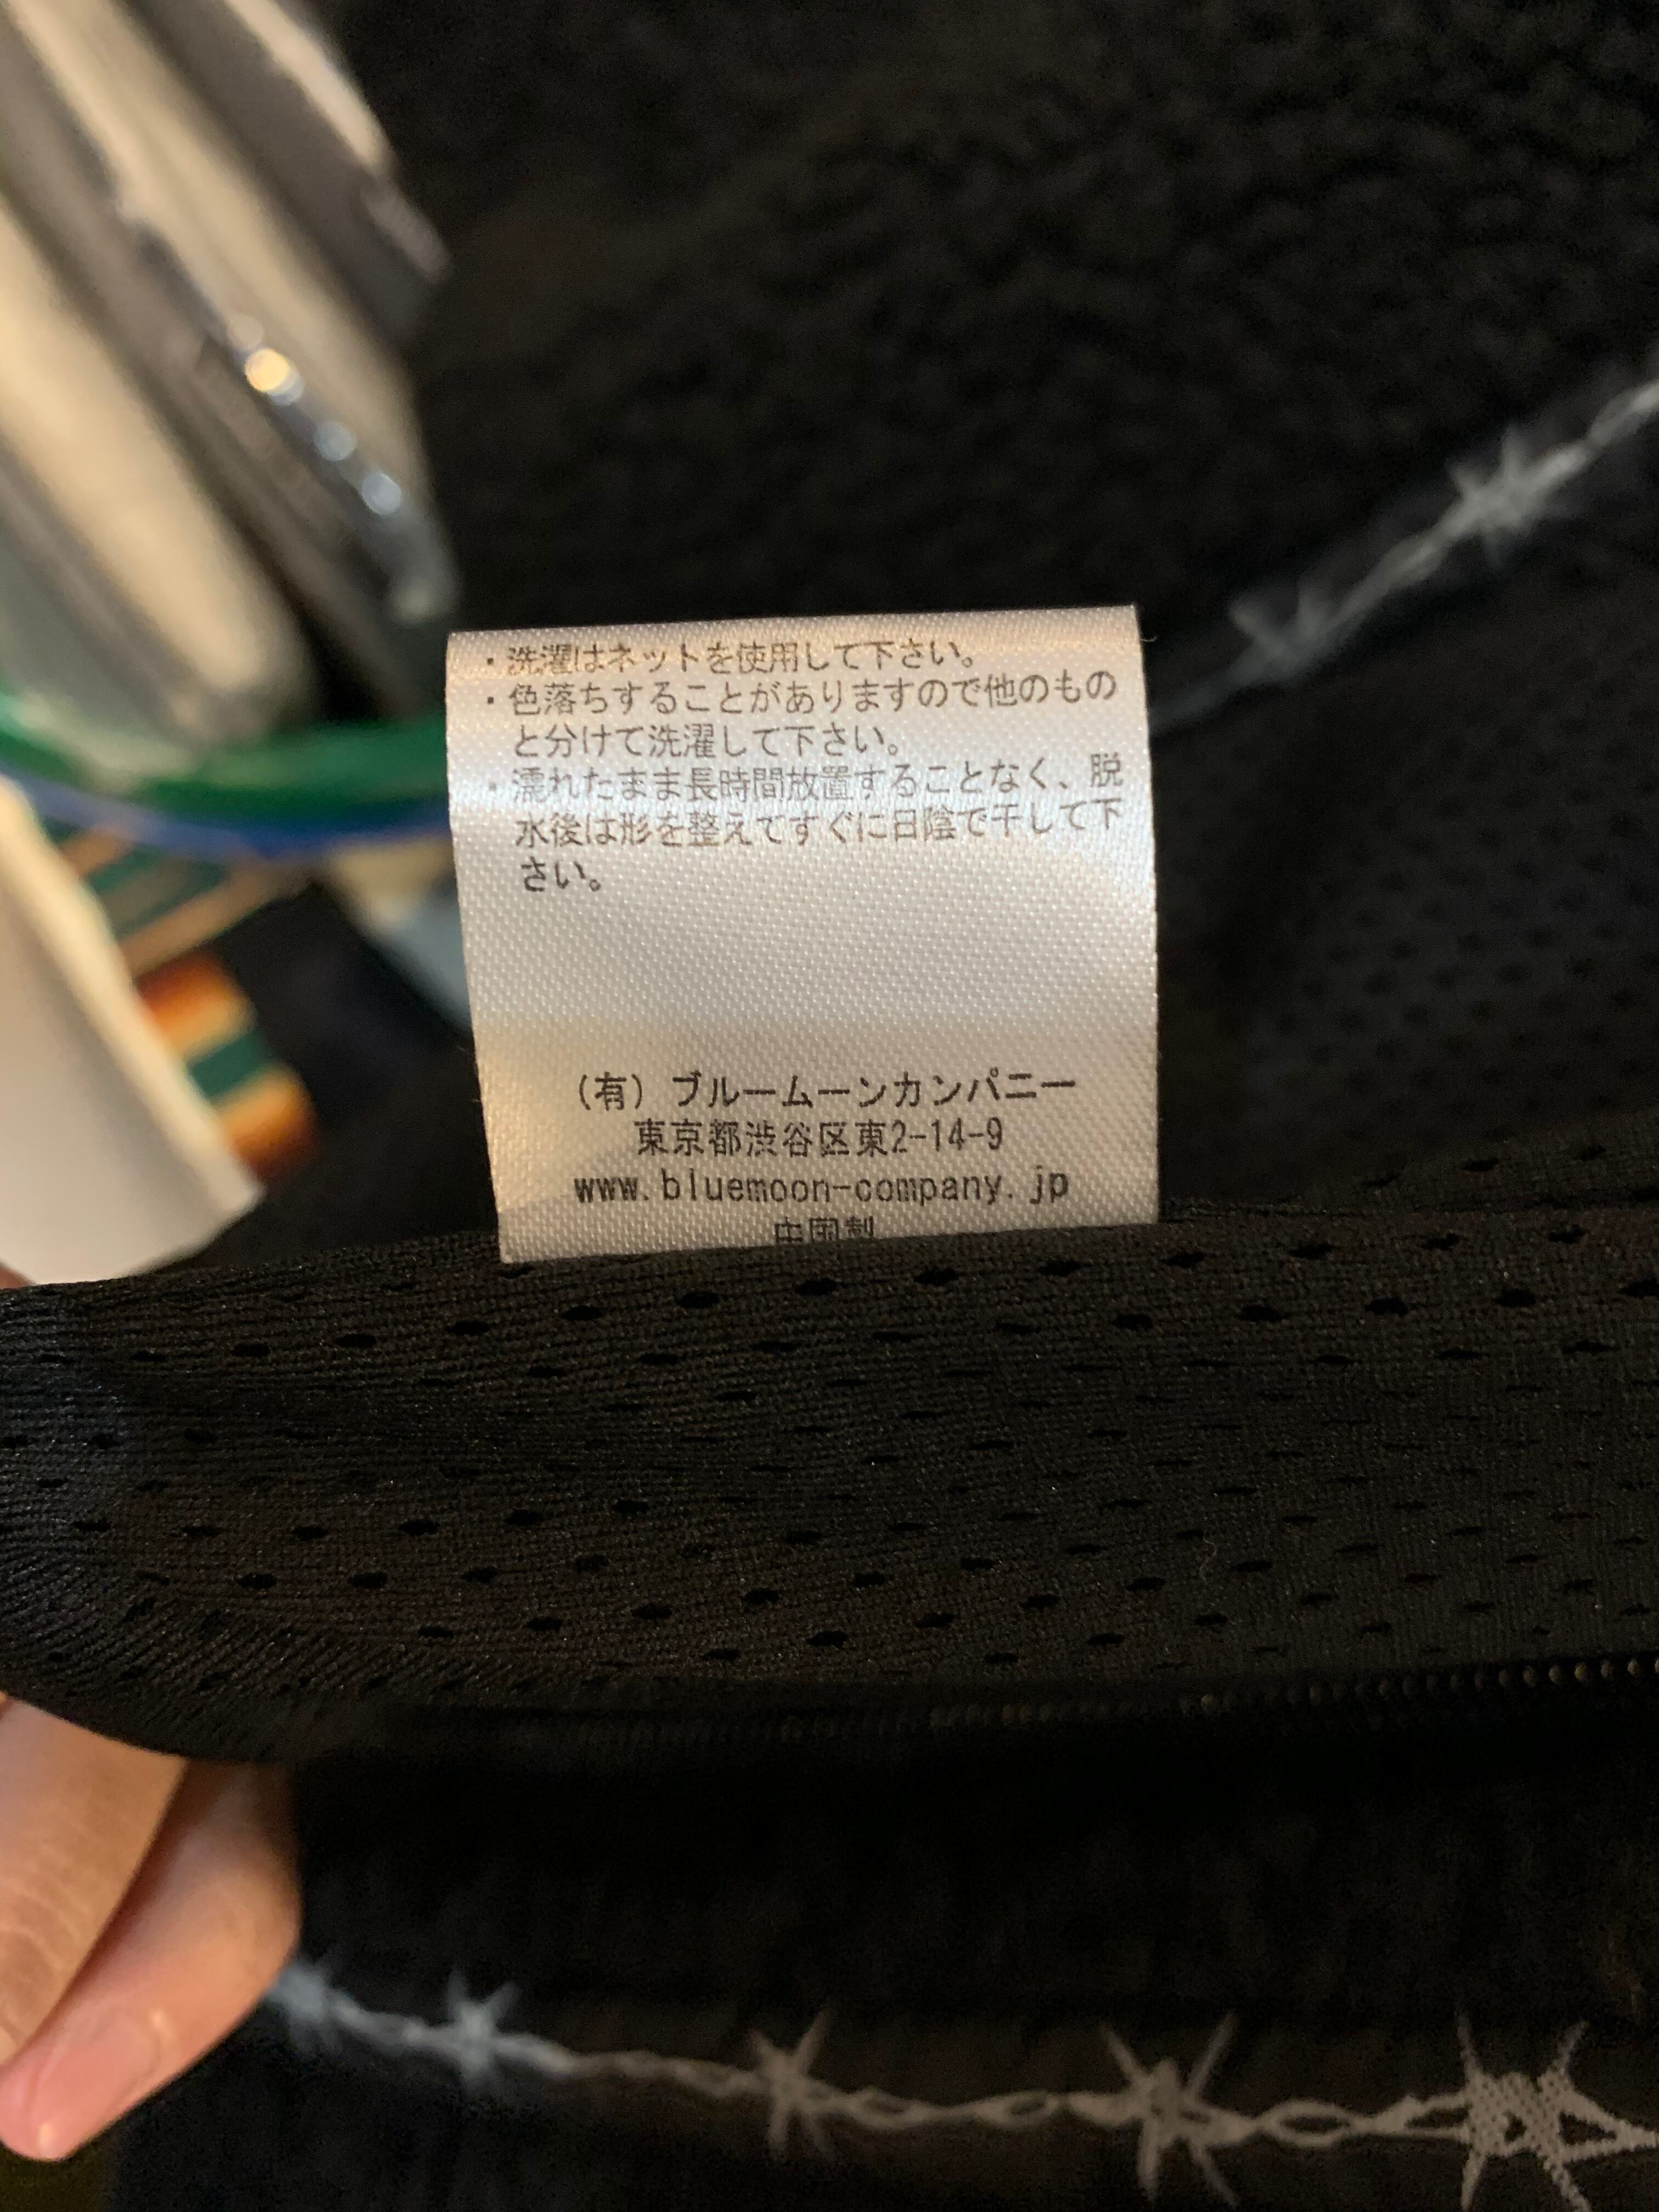 ・洗濯はネットを使用して下さい。
・色落ちすることがありますので他のもの
と分けて洗濯して下さい。
・濡れたまま長時間放置することなく、脱
水後は形を整えてすぐに日陰で干して下
さい。
（有）ブルームーンカンパニー
東京都渋谷区東2-14-9
www.bluemoon-company.jp
中国製